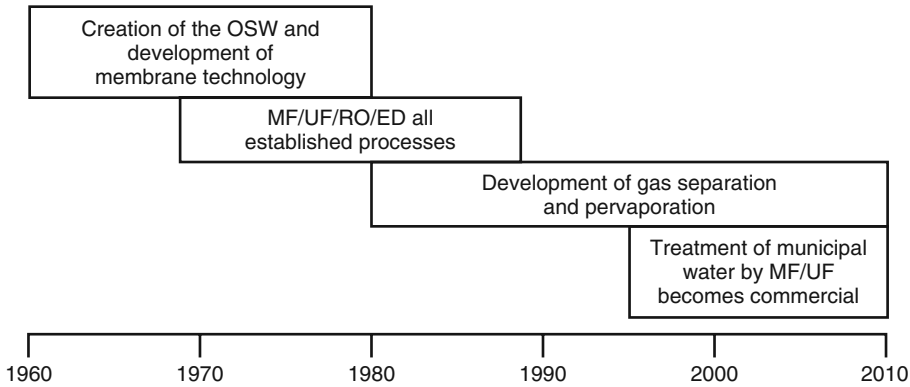 Creation of the OSW and
development of
membrane technology
MF/UF/RO/ED all
established processes
Development of gas separation
and pervaporation
Treatment of municipal
water by MF/UF
becomes commercial
1960 1970 1980 1990 2000 2010